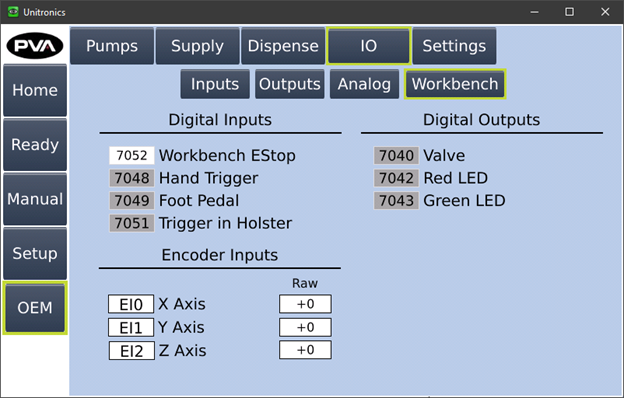 Unitronics
PVA
Pumps Supply Dispense IO Settings
Inputs Outputs Analog Workbench
Home
Ready
Manual
Setup
OEM
Digital Inputs
7052 Workbench EStop
7048 Hand Trigger
7049 Foot Pedal
7051 Trigger in Holster
Digital Outputs
7040 Valve
7042 Red LED
7043 Green LED
Encoder Inputs
Raw
EI0 X Axis +0
EI1 Y Axis +0
EI2 Z Axis +0